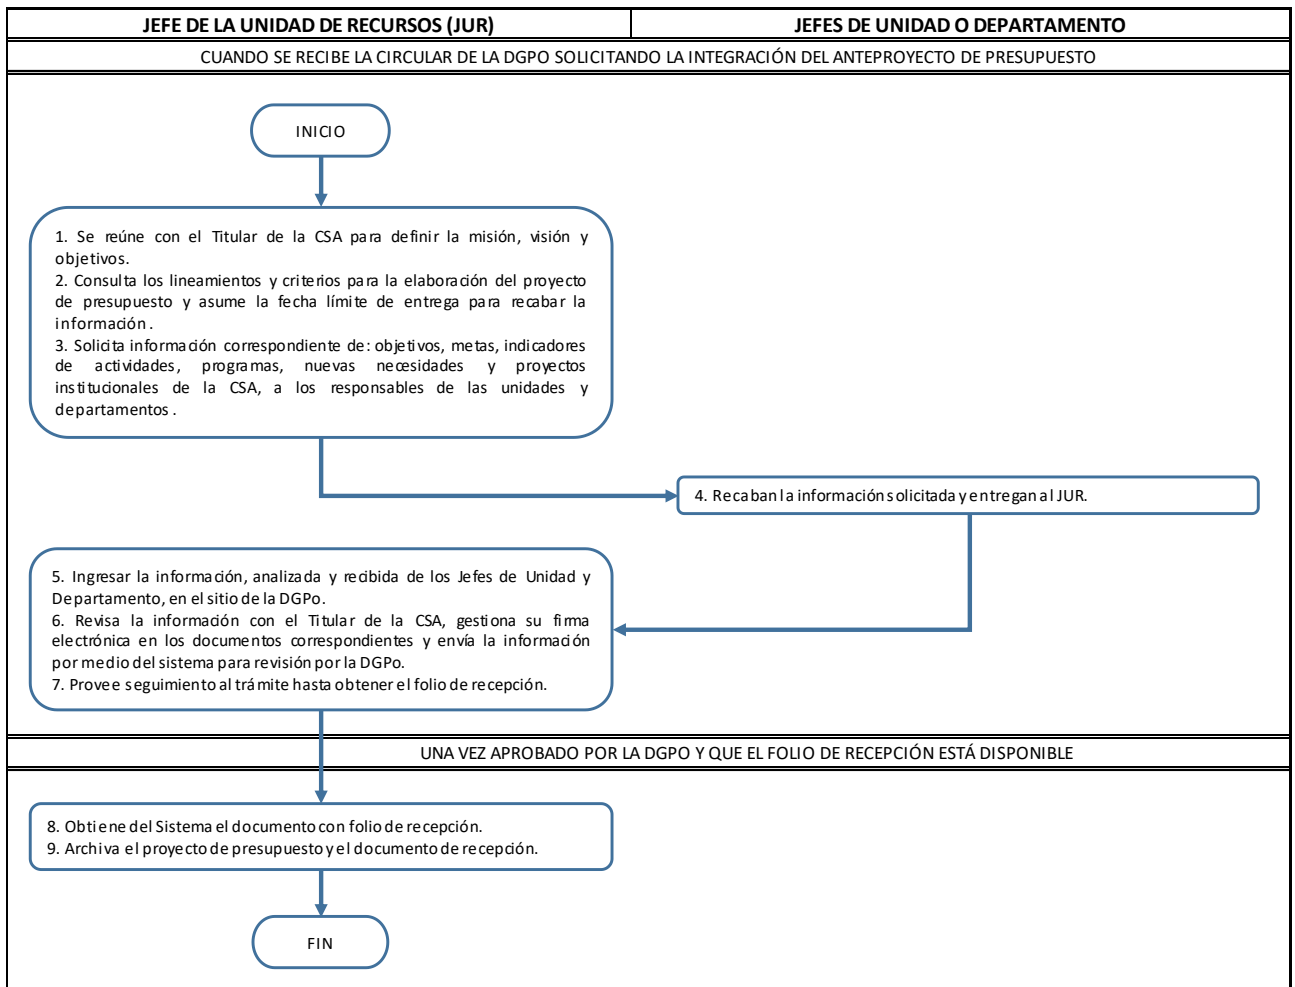 JEFE DE LA UNIDAD DE RECURSOS (JUR)
JEFES DE UNIDAD O DEPARTAMENTO
CUANDO SE RECIBE LA CIRCULAR DE LA DGPO SOLICITANDO LA INTEGRACIÓN DEL ANTEPROYECTO DE PRESUPUESTO
INICIO
1. Se reúne con el Titular de la CSA para definir la misión, visión y
objetivos.
2. Consulta los lineamientos y criterios para la elaboración del proyecto
de presupuesto y asume la fecha límite de entrega para recabar la
información.
3. Solicita información correspondiente de: objetivos, metas, indicadores
de actividades, programas, nuevas necesidades y proyectos
institucionales de la CSA, a los responsables de las unidades y
departamentos.
4. Recaban la información solicitada y entregan al JUR.
5. Ingresar la información, analizada y recibida de los Jefes de Unidad y
Departamento, en el sitio de la DGPo.
6. Revisa la información con el Titular de la CSA, gestiona su firma
electrónica en los documentos correspondientes y envía la información
por medio del sistema para revisión por la DGPo.
7. Provee seguimiento al trámite hasta obtener el folio de recepción.
UNA VEZ APROBADO POR LA DGPO Y QUE EL FOLIO DE RECEPCIÓN ESTÁ DISPONIBLE
8. Obtiene del Sistema el documento con folio de recepción.
9. Archiva el proyecto de presupuesto y el documento de recepción.
FIN